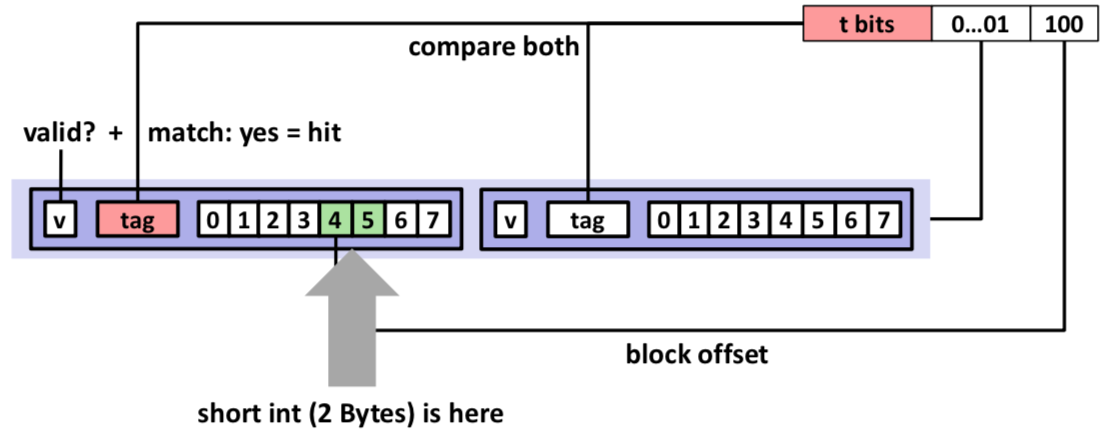 t bits 0...01 100
compare both
valid? + match: yes = hit
v tag 0 1 2 3 4 5 6 7 v tag 0 1 2 3 4 5 6 7
block offset
short int (2 Bytes) is here